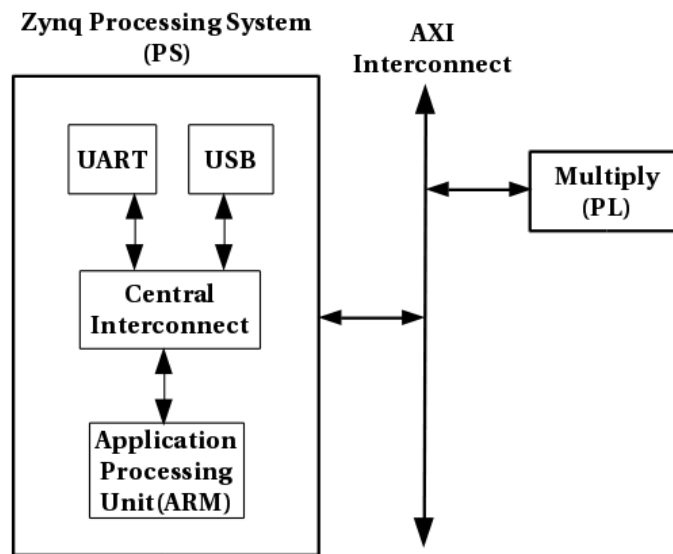 Zynq Processing System
(PS)
AXI
Interconnect
UART
USB
Multiply
(PL)
Central
Interconnect
Application
Processing
Unit(ARM)